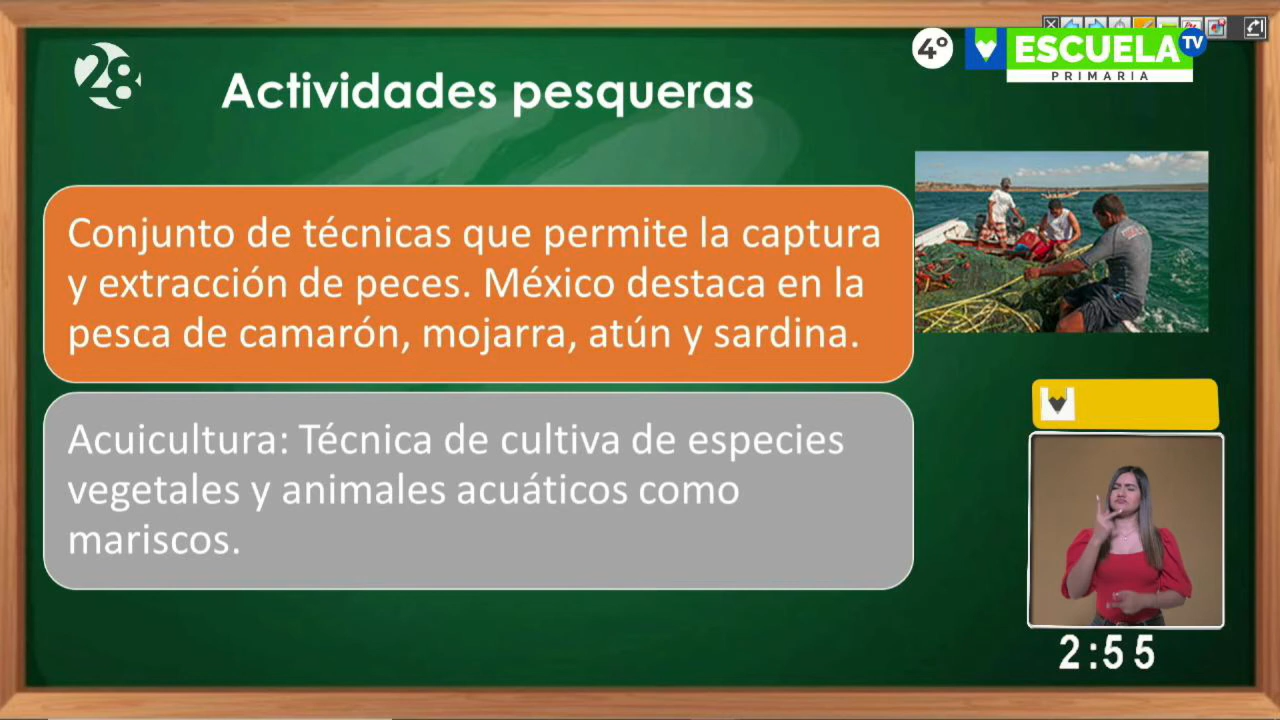 28
4º
ESCUELA TV
PRIMARIA
Actividades pesqueras
Conjunto de técnicas que permite la captura
y extracción de peces. México destaca en la
pesca de camarón, mojarra, atún y sardina.
Acuicultura: Técnica de cultiva de especies
vegetales y animales acuáticos como
mariscos.
2:55